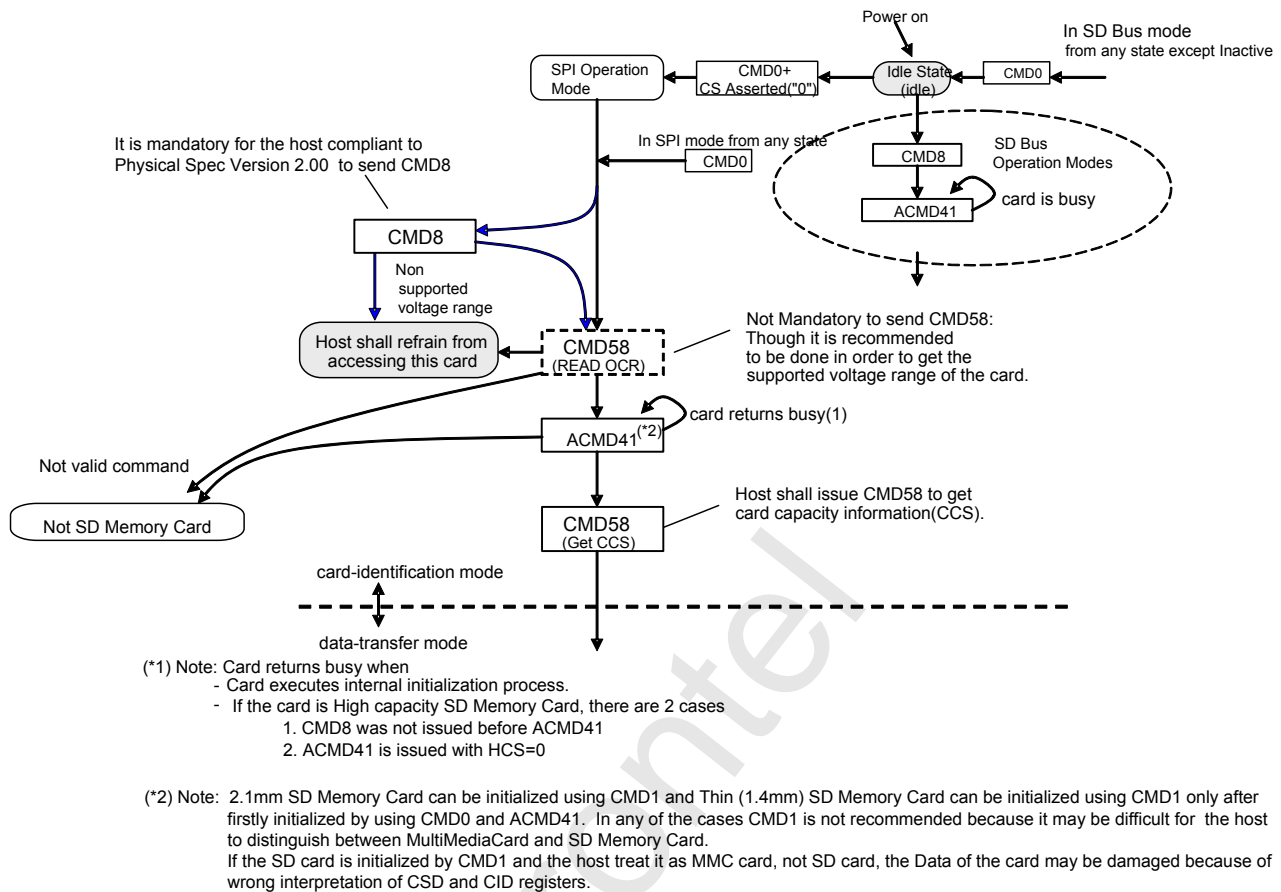 Power on
In SD Bus mode
from any state except Inactive
SPI Operation
Mode
CMD0+
CS Asserted("0")
Idle State
(idle)
CMD0
It is mandatory for the host compliant to
Physical Spec Version 2.00 to send CMD8
In SPI mode from any state
CMD0
CMD8
SD Bus
Operation Modes
ACMD41
card is busy
CMD8
Non
supported
voltage range
Host shall refrain from
accessing this card
CMD58
(READ OCR)
Not Mandatory to send CMD58:
Though it is recommended
to be done in order to get the
supported voltage range of the card.
card returns busy(1)
ACMD41(*2)
Not valid command
Not SD Memory Card
CMD58
(Get CCS)
Host shall issue CMD58 to get
card capacity information(CCS).
card-identification mode
data-transfer mode
(*1) Note: Card returns busy when
- Card executes internal initialization process.
- If the card is High capacity SD Memory Card, there are 2 cases
1. CMD8 was not issued before ACMD41
2. ACMD41 is issued with HCS=0
(*2) Note: 2.1mm SD Memory Card can be initialized using CMD1 and Thin (1.4mm) SD Memory Card can be initialized using CMD1 only after
firstly initialized by using CMD0 and ACMD41. In any of the cases CMD1 is not recommended because it may be difficult for the host
to distinguish between MultiMediaCard and SD Memory Card.
If the SD card is initialized by CMD1 and the host treat it as MMC card, not SD card, the Data of the card may be damaged because of
wrong interpretation of CSD and CID registers.